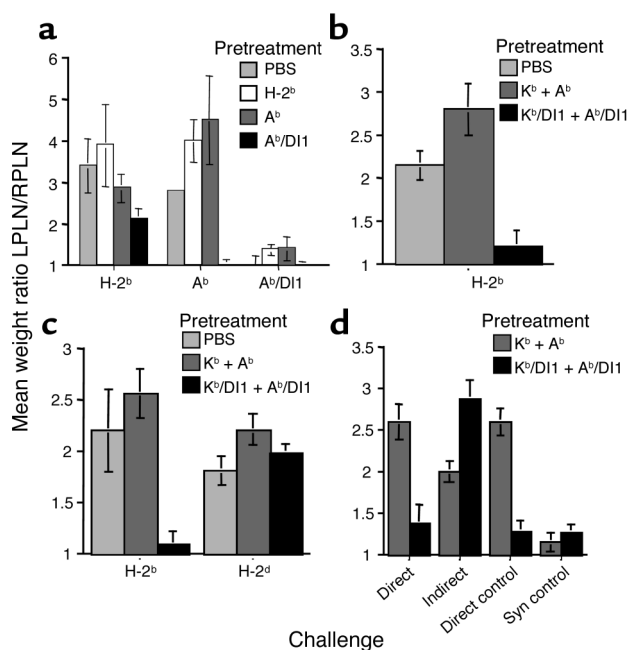 Mean weight ratio LPLN/RPLN
a
Pretreatment
PBS
H-2ᵇ
Aᵇ
Aᵇ/DI1
6
5
4
3
2
1
H-2ᵇ Aᵇ Aᵇ/DI1
b
Pretreatment
PBS
Kᵇ + Aᵇ
Kᵇ/DI1 + Aᵇ/DI1
3.5
3
2.5
2
1.5
1
H-2ᵇ
c
Pretreatment
PBS
Kᵇ + Aᵇ
Kᵇ/DI1 + Aᵇ/DI1
3
2.5
2
1.5
1
H-2ᵇ H-2ᵈ
d
Pretreatment
Kᵇ + Aᵇ
Kᵇ/DI1 + Aᵇ/DI1
3.5
3
2.5
2
1.5
1
Direct
Indirect
Direct control
Syn control
Challenge